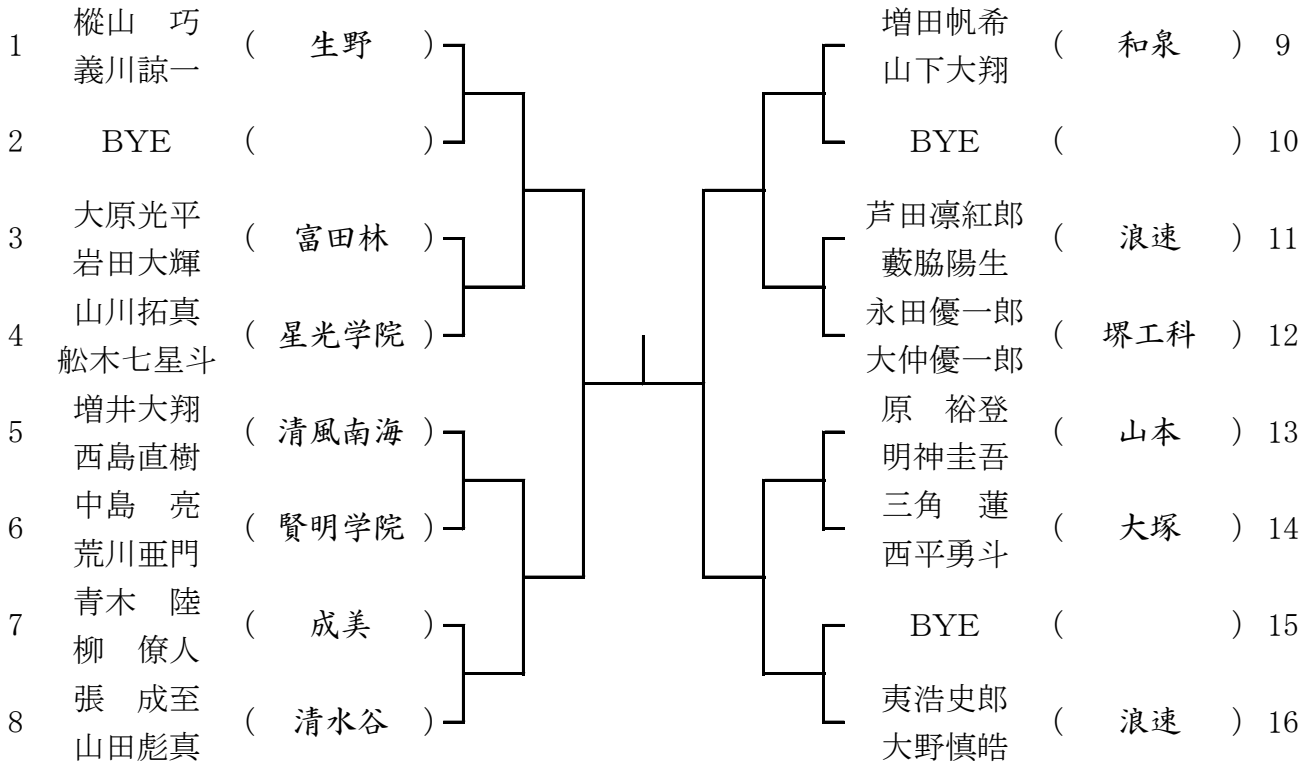 1 樅山　巧 義川諒一 ( 生野 )
2 BYE (　　)
3 大原光平 岩田大輝 ( 富田林 )
4 山川拓真 舩木七星斗 ( 星光学院 )
5 増井大翔 西島直樹 ( 清風南海 )
6 中島　亮 荒川亜門 ( 賢明学院 )
7 青木　陸 柳　僚人 ( 成美 )
8 張　成至 山田彪真 ( 清水谷 )
増田帆希 山下大翔 ( 和泉 ) 9
BYE (　　) 10
芦田凛紅郎 藪脇陽生 ( 浪速 ) 11
永田優一郎 大仲優一郎 ( 堺工科 ) 12
原　裕登 明神圭吾 ( 山本 ) 13
三角　蓮 西平勇斗 ( 大塚 ) 14
BYE (　　) 15
夷浩史郎 大野慎皓 ( 浪速 ) 16